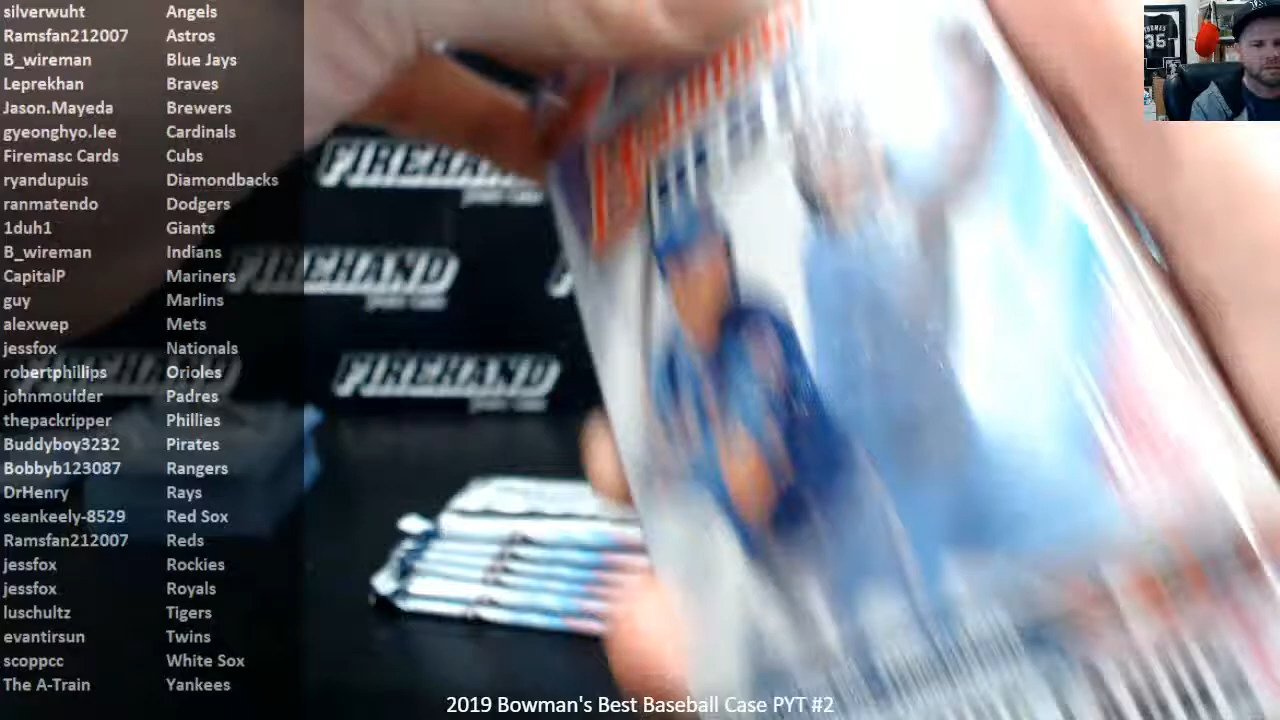 silverwuht Angels
Ramsfan212007 Astros
B_wireman Blue Jays
Leprekhan Braves
Jason.Mayeda Brewers
gyeonghyo.lee Cardinals
Firemasc Cards Cubs
ryandupuis Diamondbacks
ranmatendo Dodgers
1duh1 Giants
B_wireman Indians
CapitalP Mariners
guy Marlins
alexwep Mets
jessfox Nationals
robertphillips Orioles
johnmoulder Padres
thepackripper Phillies
Buddyboy3232 Pirates
Bobbyb123087 Rangers
DrHenry Rays
seankeely-8529 Red Sox
Ramsfan212007 Reds
jessfox Rockies
jessfox Royals
luschultz Tigers
evantirsun Twins
scoppcc White Sox
The A-Train Yankees
FIREHAND
FIREHAND
FIREHAND
35
2019 Bowman's Best Baseball Case PYT #2